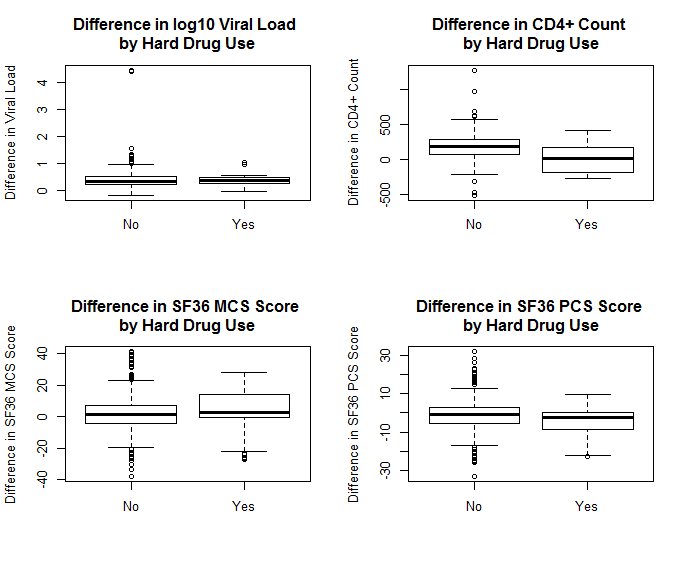 Difference in log10 Viral Load
by Hard Drug Use
Difference in Viral Load
4
3
2
1
0
No
Yes
Difference in CD4+ Count
by Hard Drug Use
Difference in CD4+ Count
500
0
-500
No
Yes
Difference in SF36 MCS Score
by Hard Drug Use
Difference in SF36 MCS Score
40
20
0
-20
-40
No
Yes
Difference in SF36 PCS Score
by Hard Drug Use
Difference in SF36 PCS Score
30
10
-10
-30
No
Yes